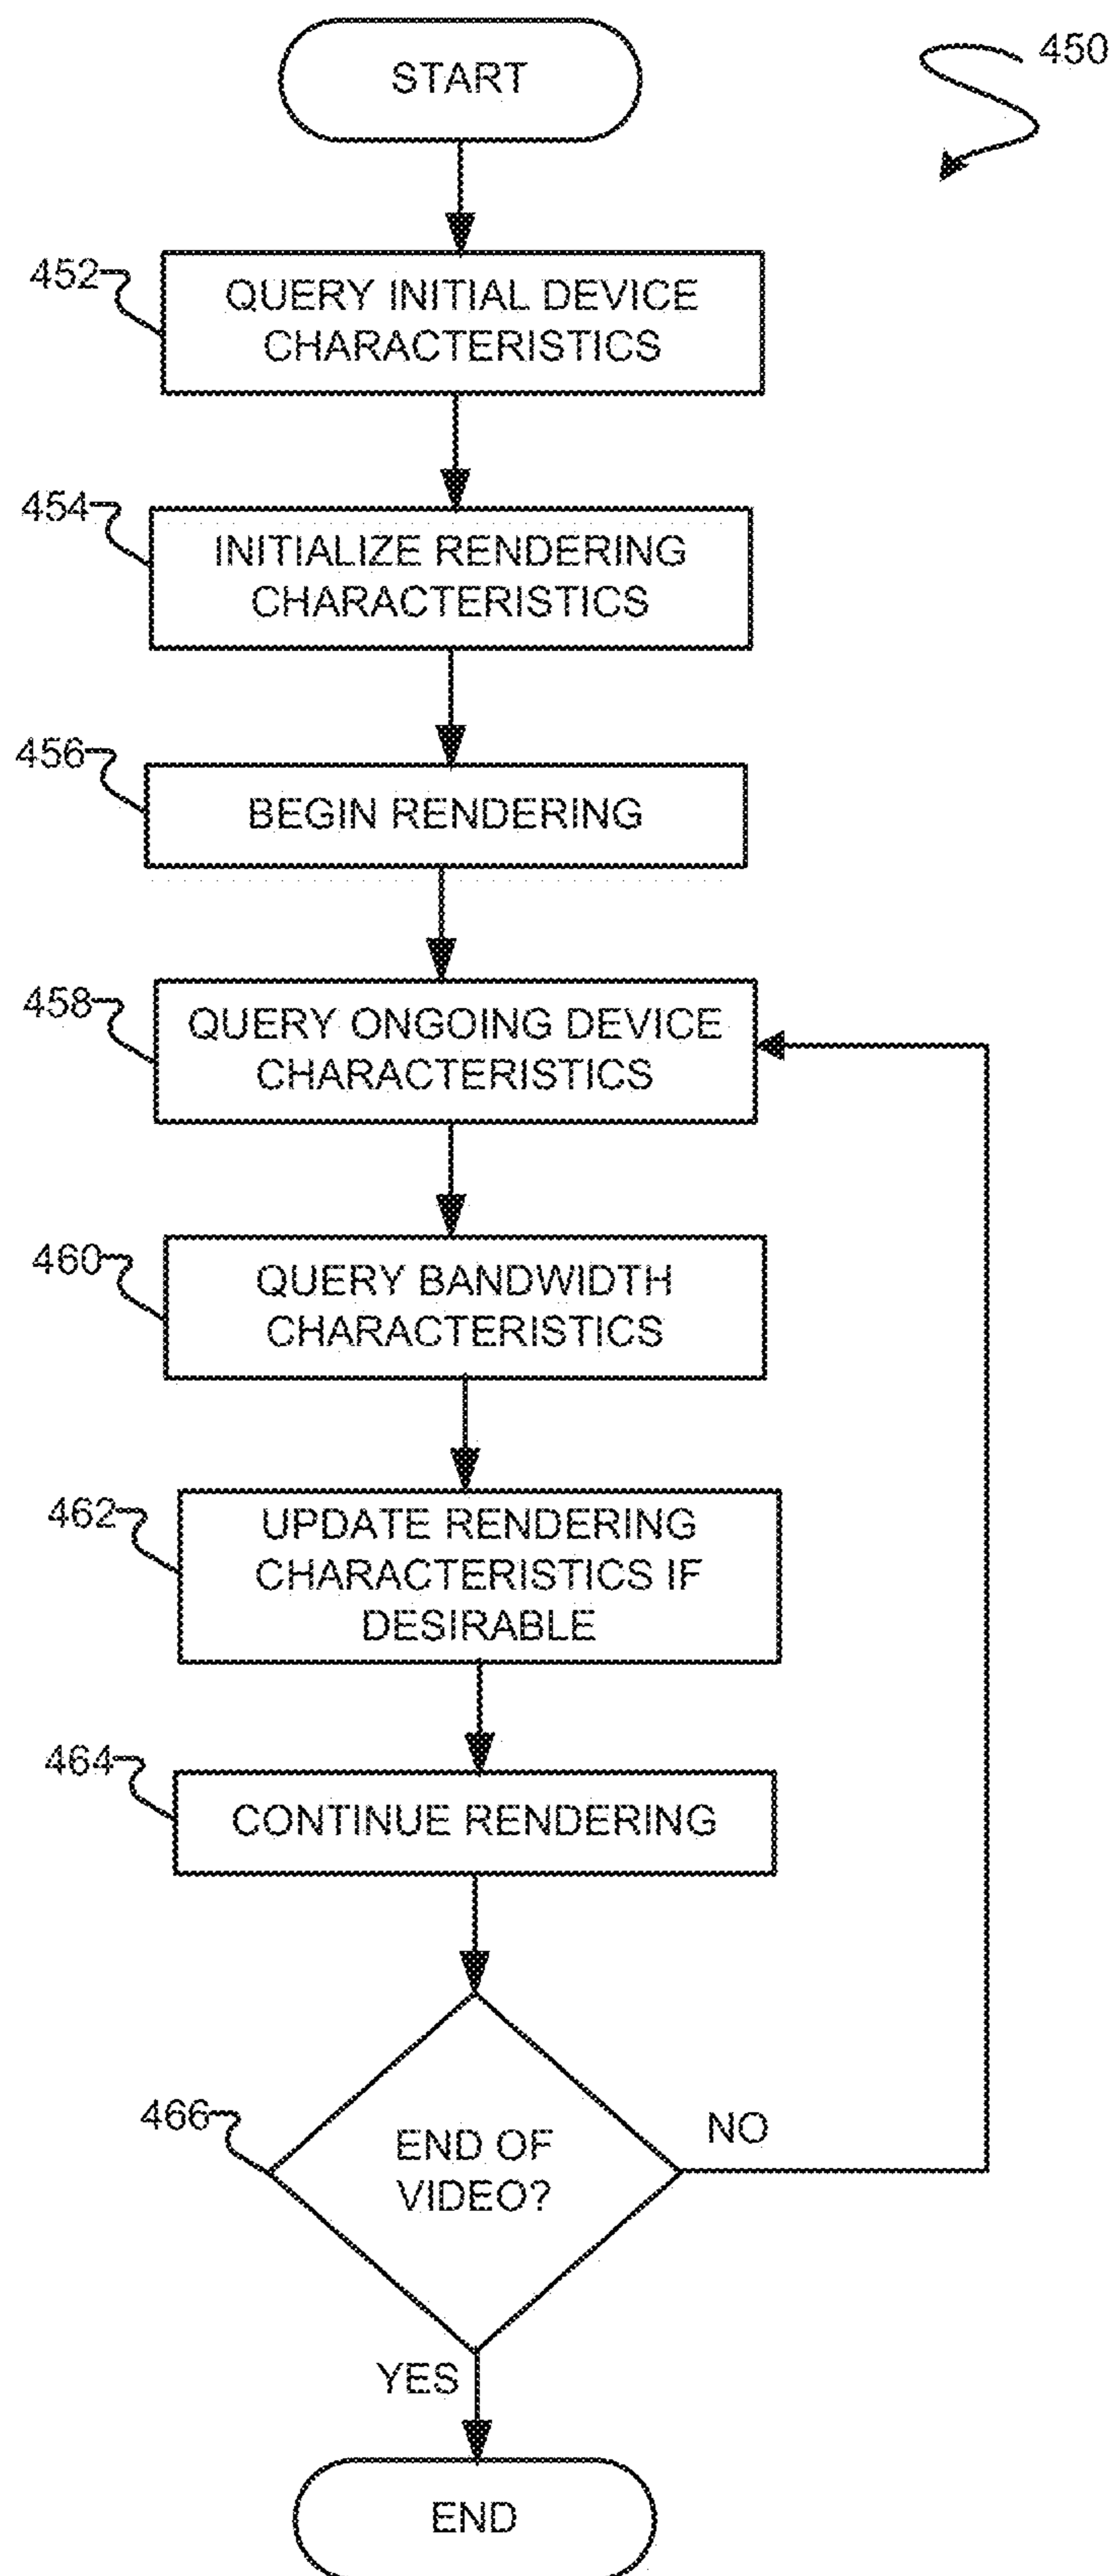 START
450
452
QUERY INITIAL DEVICE
CHARACTERISTICS
454
INITIALIZE RENDERING
CHARACTERISTICS
456
BEGIN RENDERING
458
QUERY ONGOING DEVICE
CHARACTERISTICS
460
QUERY BANDWIDTH
CHARACTERISTICS
462
UPDATE RENDERING
CHARACTERISTICS IF
DESIRABLE
464
CONTINUE RENDERING
466
END OF
VIDEO?
NO
YES
END